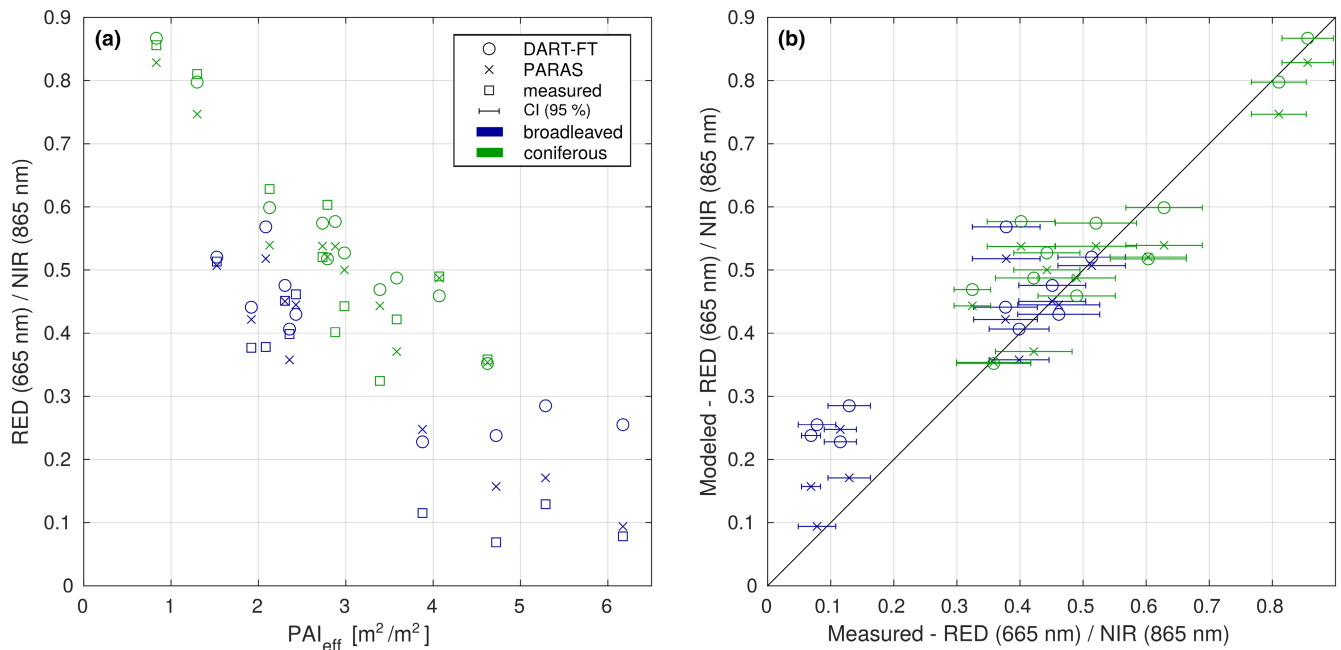 (a)
DART-FT
PARAS
measured
CI (95 %)
broadleaved
coniferous
0.9
0.8
0.7
0.6
0.5
0.4
0.3
0.2
0.1
0
0 1 2 3 4 5 6
RED (665 nm) / NIR (865 nm)
PAI_eff [m²/m²]
(b)
0.9
0.8
0.7
0.6
0.5
0.4
0.3
0.2
0.1
0
0 0.1 0.2 0.3 0.4 0.5 0.6 0.7 0.8
Modeled - RED (665 nm) / NIR (865 nm)
Measured - RED (665 nm) / NIR (865 nm)